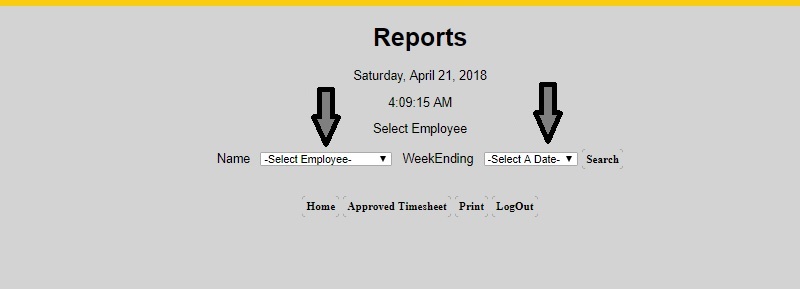 Reports
Saturday, April 21, 2018
4:09:15 AM
Select Employee
Name -Select Employee- WeekEnding -Select A Date- Search
Home Approved Timesheet Print LogOut